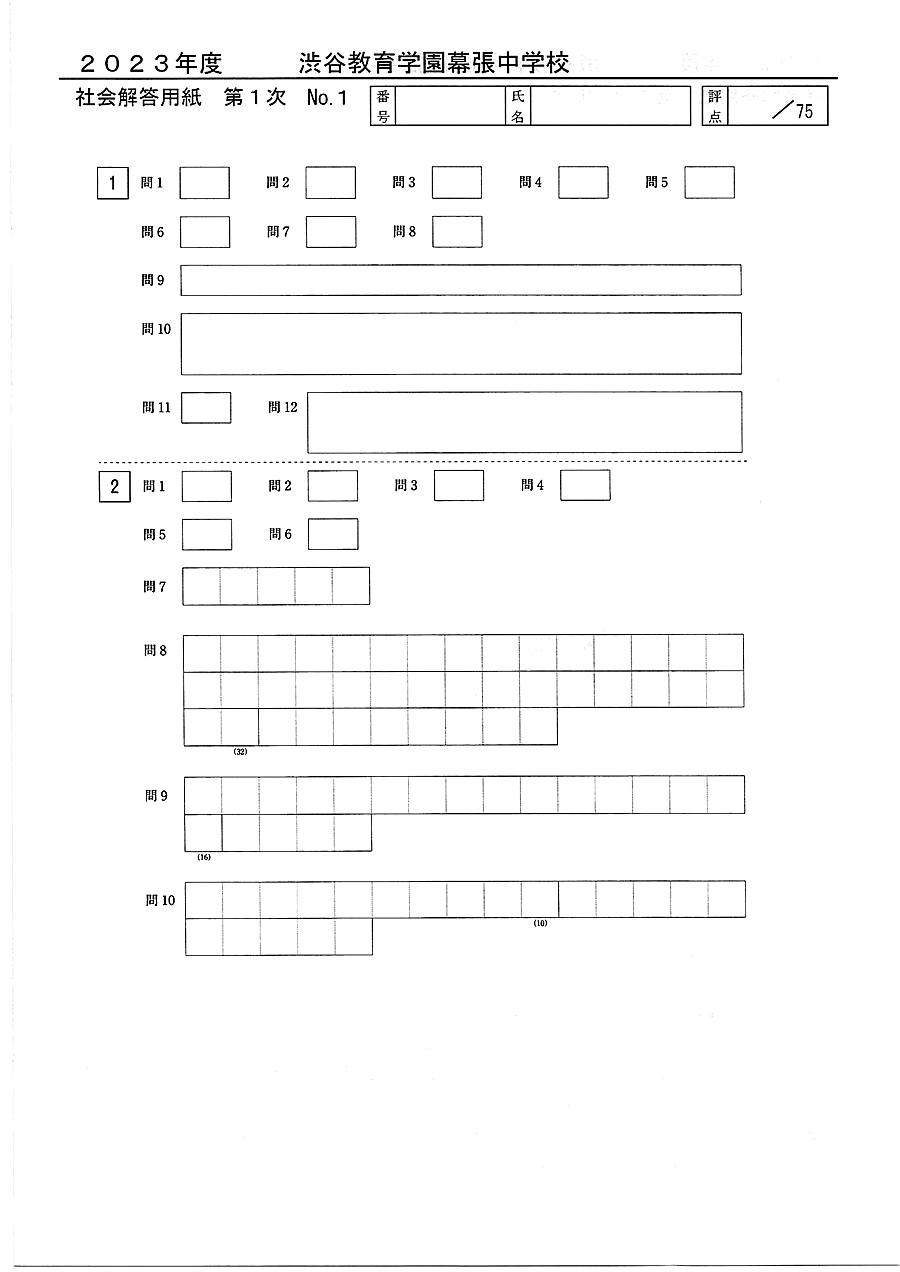 2023年度 渋谷教育学園幕張中学校
社会解答用紙 第1次 No.1 番号 氏名 評点 /75
1 問1 問2 問3 問4 問5
問6 問7 問8
問9
問10
問11 問12
2 問1 問2 問3 問4
問5 問6
問7
問8
(32)
問9
(16)
問10
(10)